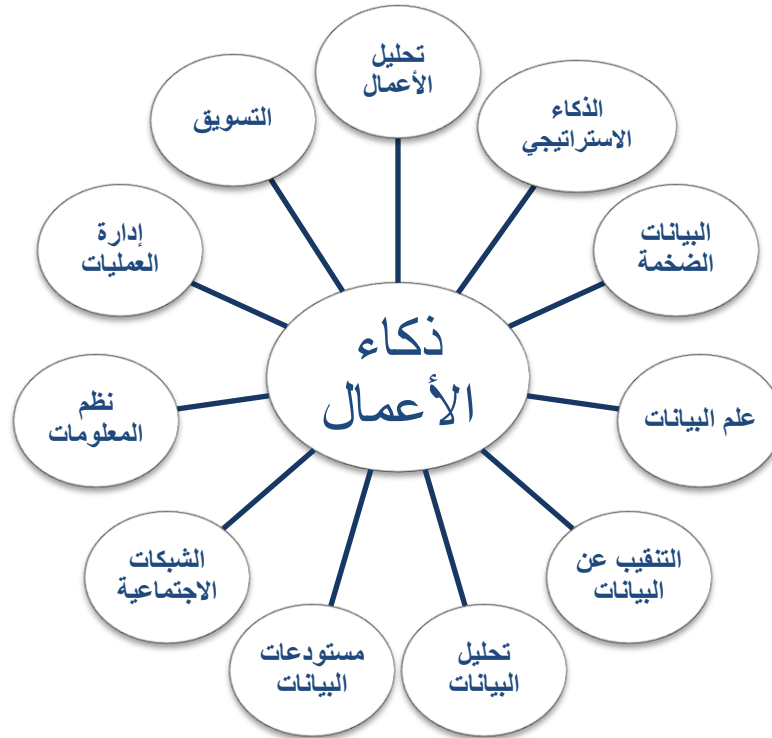 تحليل
الأعمال
الذكاء
الاستراتيجي
البيانات
الضخمة
علم البيانات
التنقيب عن
البيانات
تحليل
البيانات
مستودعات
البيانات
الشبكات
الاجتماعية
نظم
المعلومات
إدارة
العمليات
التسويق
ذكاء
الأعمال